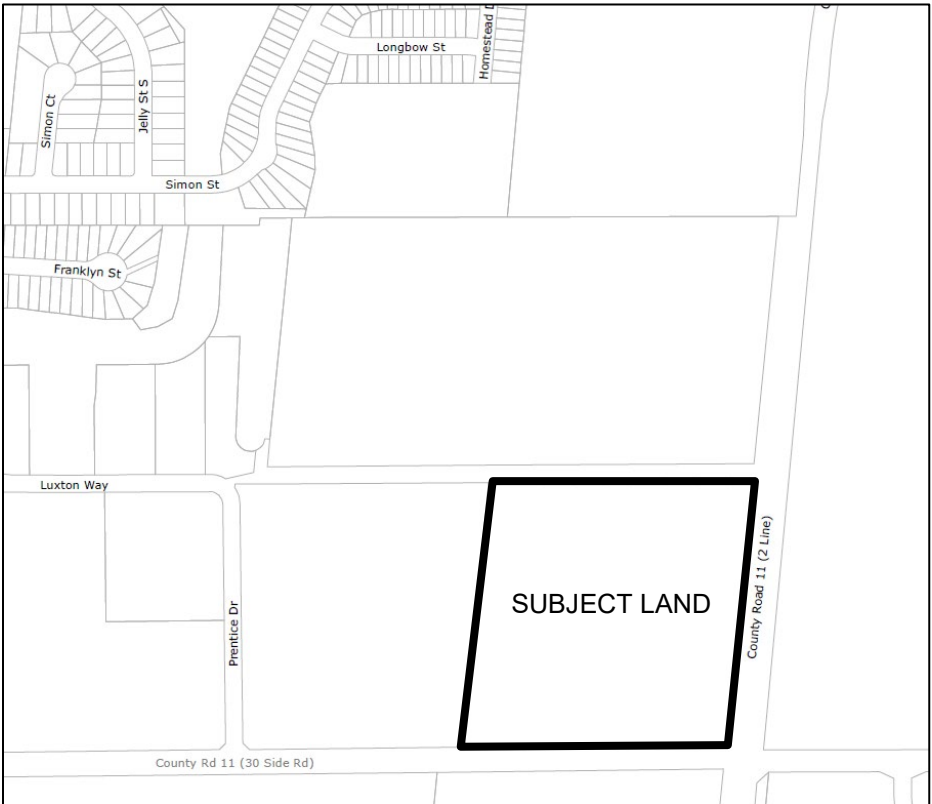 Longbow St
Homestead D
Simon Ct
Jelly St S
Simon St
Franklyn St
Luxton Way
Prentice Dr
SUBJECT LAND
County Road 11 (2 Line)
County Rd 11 (30 Side Rd)